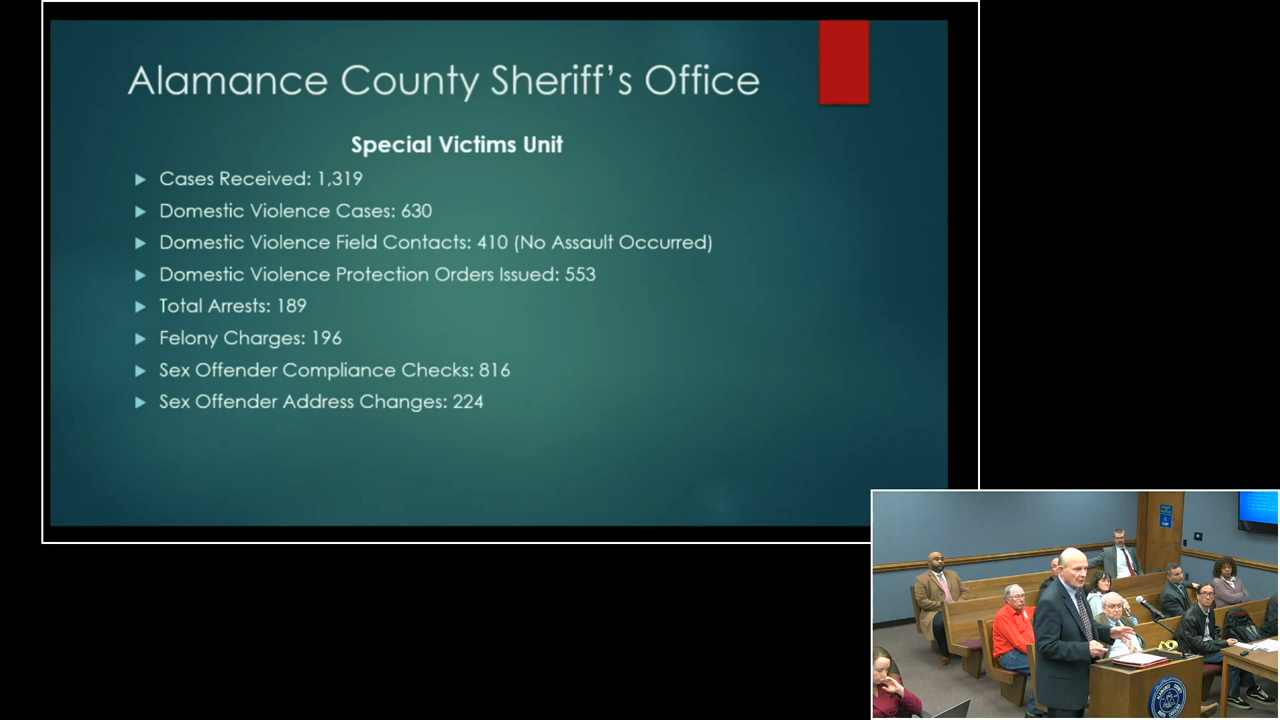 Alamance County Sheriff's Office
Special Victims Unit
Cases Received: 1,319
Domestic Violence Cases: 630
Domestic Violence Field Contacts: 410 (No Assault Occurred)
Domestic Violence Protection Orders Issued: 553
Total Arrests: 189
Felony Charges: 196
Sex Offender Compliance Checks: 816
Sex Offender Address Changes: 224